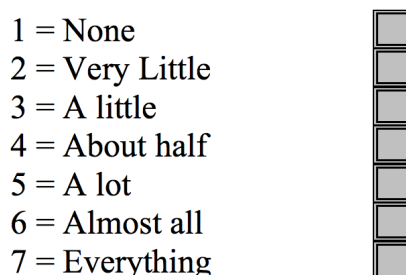 1 = None
2 = Very Little
3 = A little
4 = About half
5 = A lot
6 = Almost all
7 = Everything